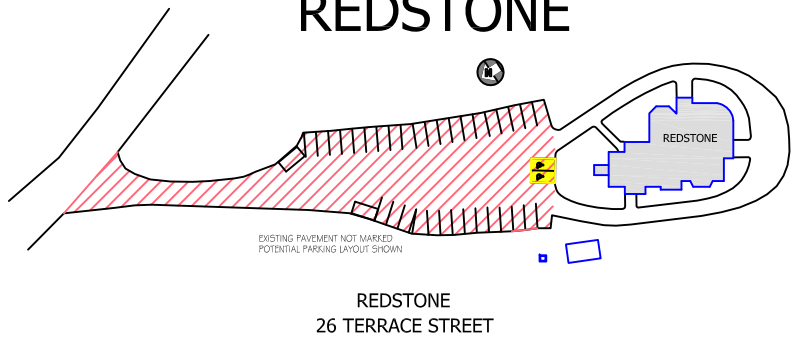 REDSTONE
N
REDSTONE
EXISTING PAVEMENT NOT MARKED
POTENTIAL PARKING LAYOUT SHOWN
REDSTONE
26 TERRACE STREET